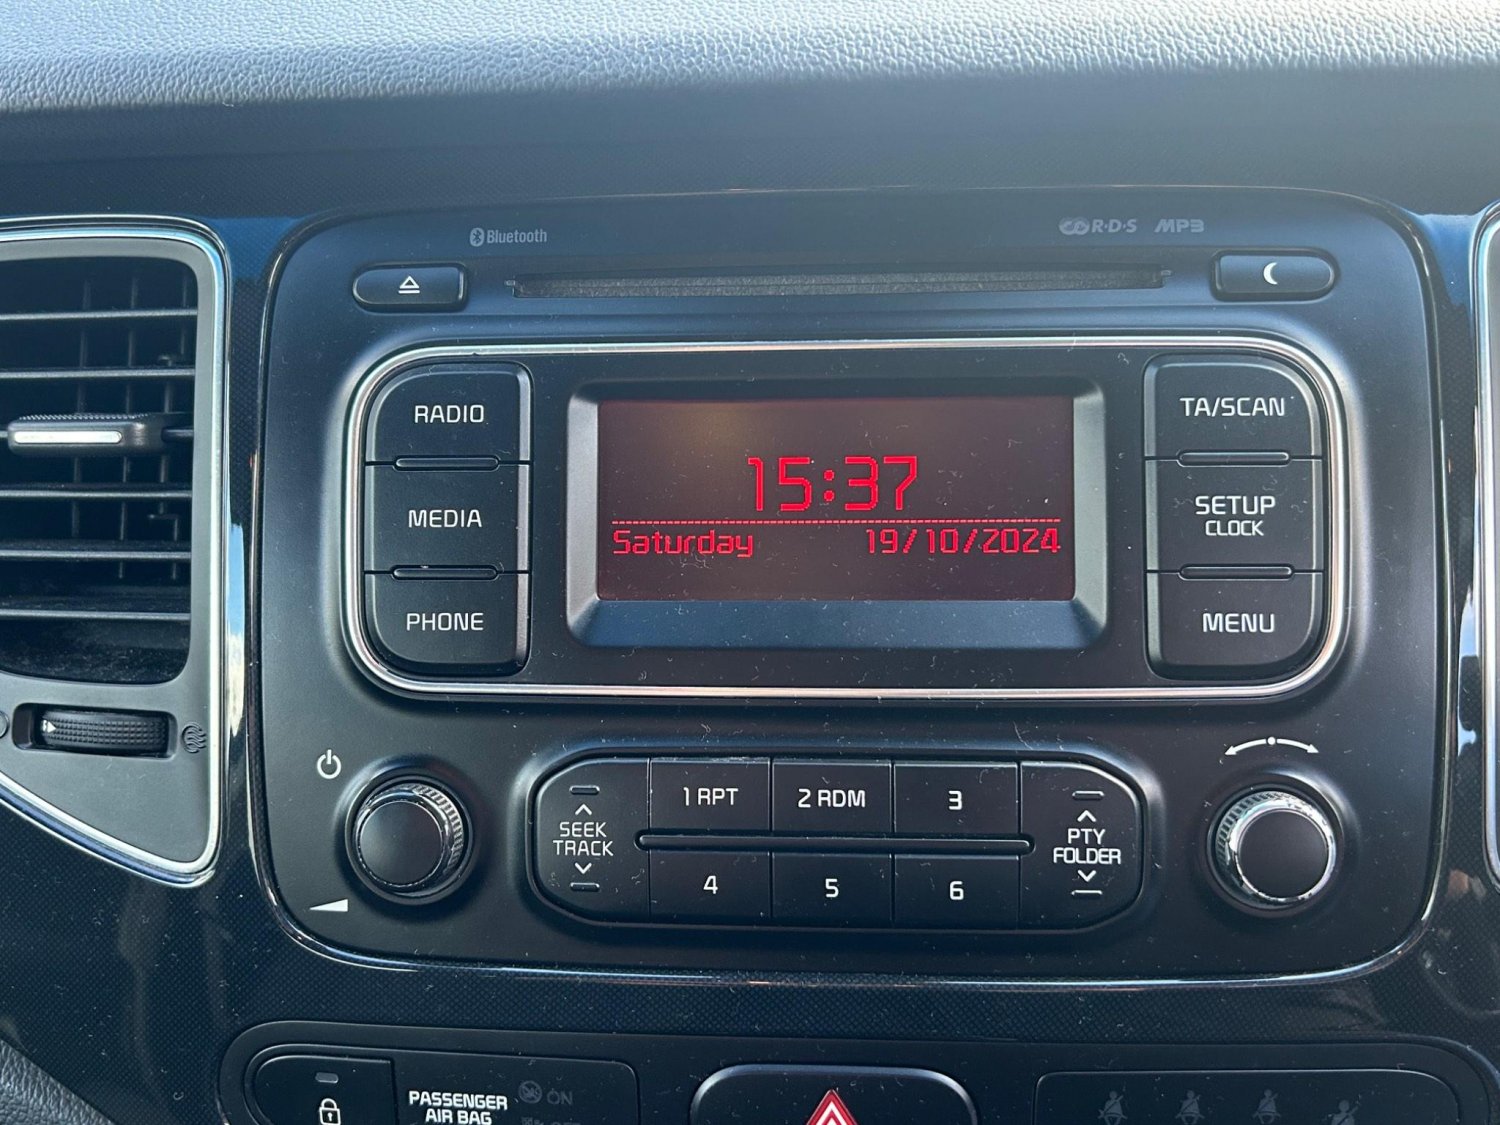 Bluetooth
R·D·S MP3
RADIO
MEDIA
PHONE
15:37
Saturday 19/10/2024
TA/SCAN
SETUP
CLOCK
MENU
SEEK
TRACK
1 RPT
2 RDM
3
4
5
6
PTY
FOLDER
PASSENGER
AIR BAG
ON